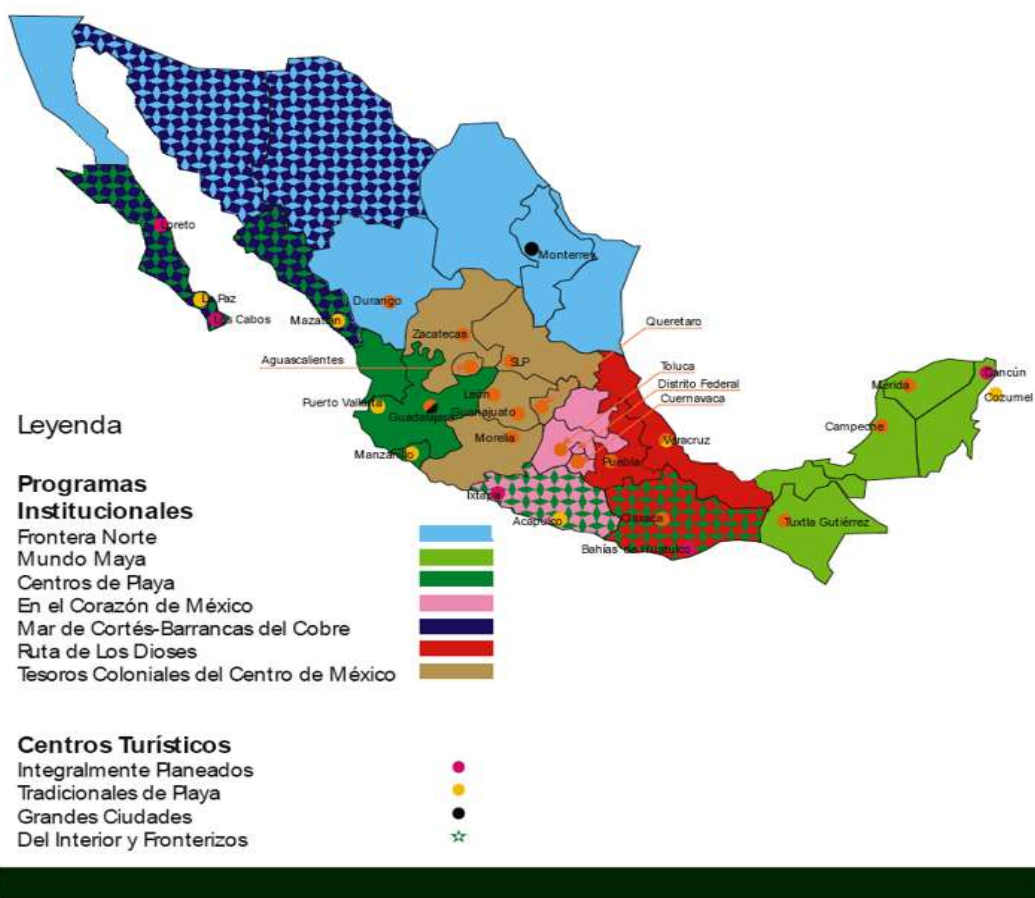 Loreto
La Paz
Los Cabos
Mazatlán
Durango
Monterrey
Zacatecas
Aguascalientes
SLP
Queretaro
Toluca
Distrito Federal
Cuernavaca
Puerto Vallarta
Guadalajara
León
Guanajuato
Morelia
Manzanillo
Ixtapa
Acapulco
Puebla
Veracruz
Oaxaca
Bahías de Huatulco
Tuxtla Gutiérrez
Campeche
Mérida
Cancún
Cozumel
Leyenda
Programas
Institucionales
Frontera Norte
Mundo Maya
Centros de Playa
En el Corazón de México
Mar de Cortés-Barrancas del Cobre
Ruta de Los Dioses
Tesoros Coloniales del Centro de México
Centros Turísticos
Integralmente Planeados
Tradicionales de Playa
Grandes Ciudades
Del Interior y Fronterizos